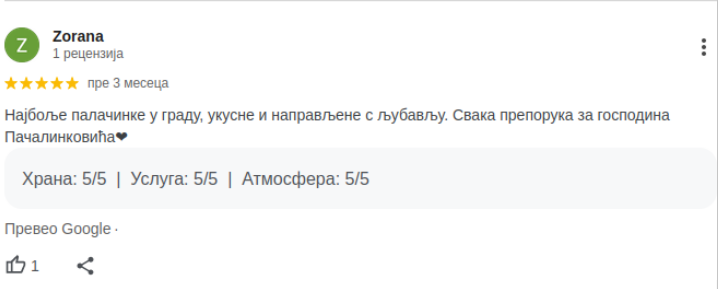 Z
Zorana
1 рецензија
пре 3 месеца
Најбоље палачинке у граду, укусне и направљене с љубављу. Свака препорука за господина
Пачалинковића❤
Храна: 5/5 | Услуга: 5/5 | Атмосфера: 5/5
Превео Google ·
1